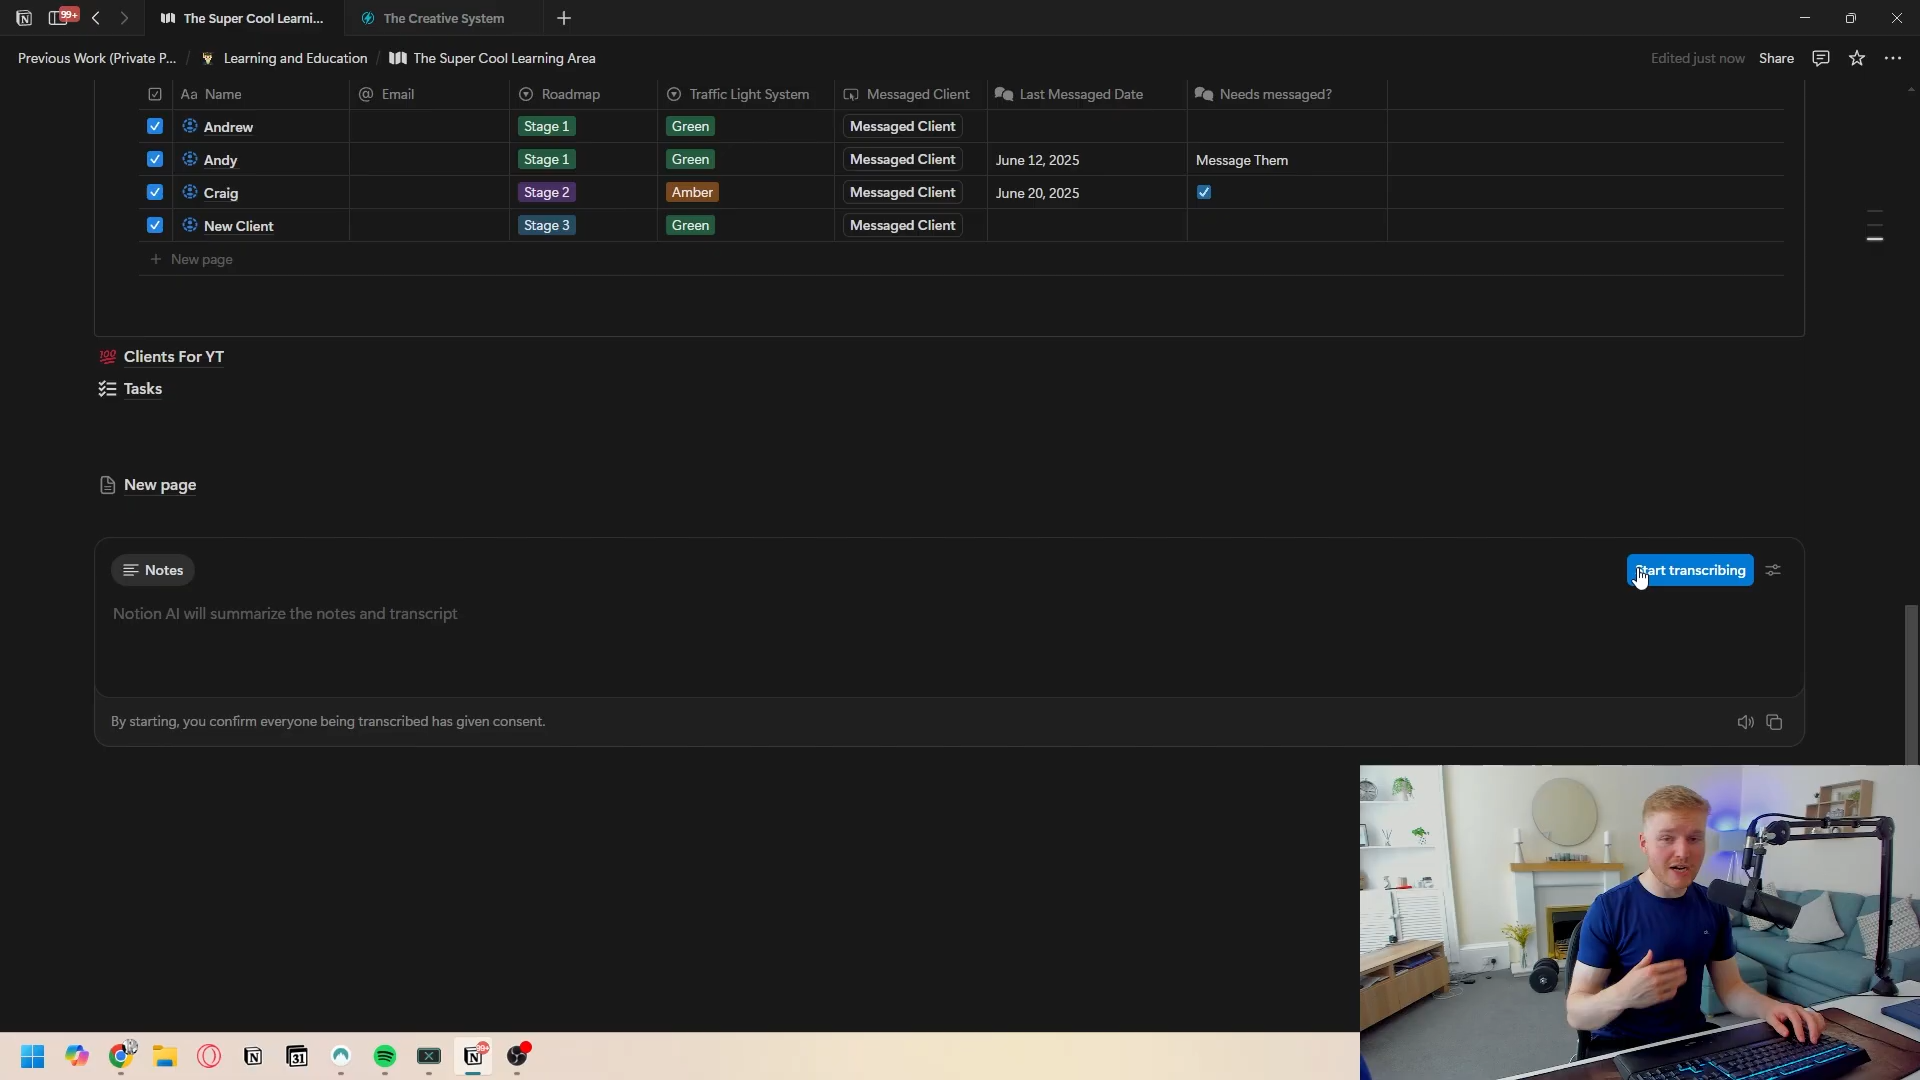 99+
The Super Cool Learni...
The Creative System
Previous Work (Private P... / Learning and Education / The Super Cool Learning Area
Edited just now
Share
Aa Name
@ Email
Roadmap
Traffic Light System
Messaged Client
Last Messaged Date
Needs messaged?
Andrew Stage 1 Green Messaged Client
Andy Stage 1 Green Messaged Client June 12, 2025 Message Them
Craig Stage 2 Amber Messaged Client June 20, 2025
New Client Stage 3 Green Messaged Client
+ New page
100 Clients For YT
Tasks
New page
Notes
Start transcribing
Notion AI will summarize the notes and transcript
By starting, you confirm everyone being transcribed has given consent.
31
99+